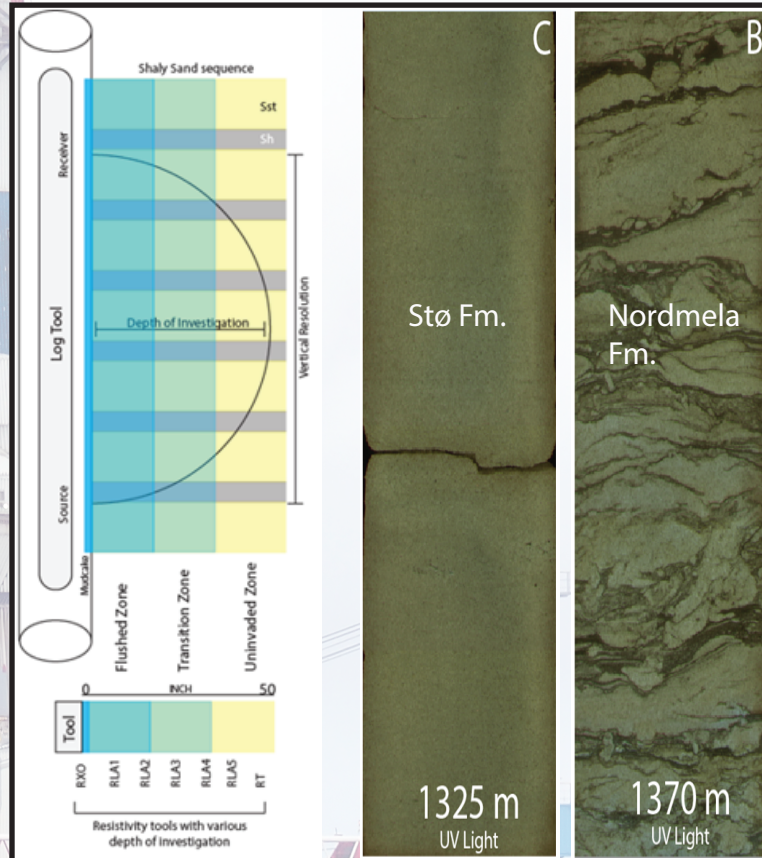 Shaly Sand sequence
Sst
Sh
Receiver
Log Tool
Source
Depth of Investigation
Vertical Resolution
Mudcake
Flushed Zone
Transition Zone
Uninvaded Zone
0 INCH 50
Tool
RXO RLA1 RLA2 RLA3 RLA4 RLA5 RT
Resistivity tools with various
depth of investigation
C
Stø Fm.
1325 m
UV Light
B
Nordmela
Fm.
1370 m
UV Light